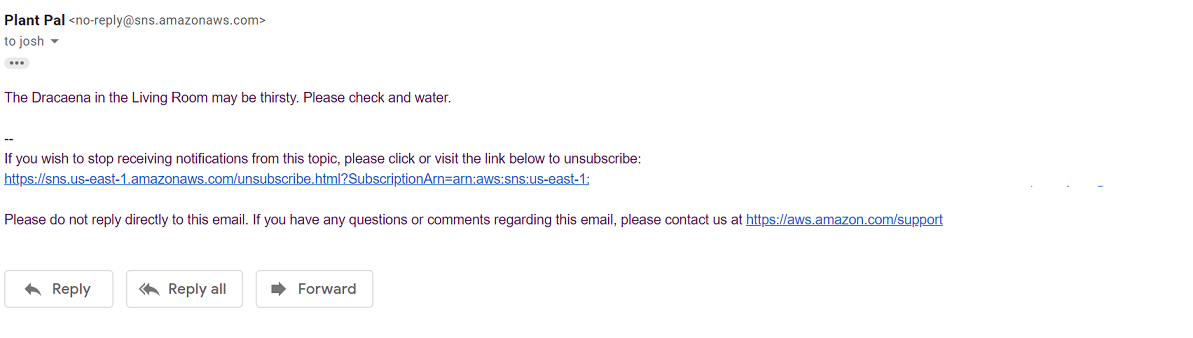 Plant Pal <no-reply@sns.amazonaws.com>
to josh
The Dracaena in the Living Room may be thirsty. Please check and water.
--
If you wish to stop receiving notifications from this topic, please click or visit the link below to unsubscribe:
https://sns.us-east-1.amazonaws.com/unsubscribe.html?SubscriptionArn=arn:aws:sns:us-east-1:
Please do not reply directly to this email. If you have any questions or comments regarding this email, please contact us at https://aws.amazon.com/support
Reply Reply all Forward